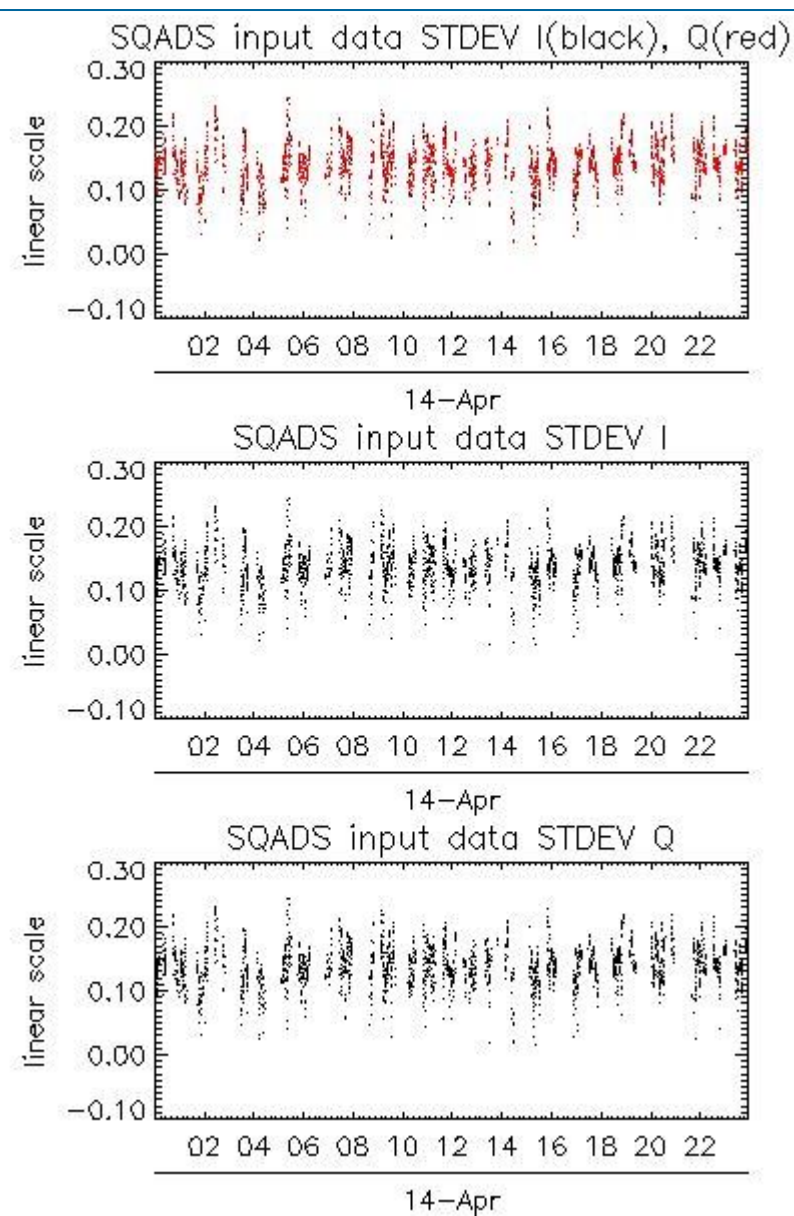 SQADS input data STDEV I(black), Q(red)
0.30
0.20
0.10
0.00
−0.10
linear scale
02 04 06 08 10 12 14 16 18 20 22
14−Apr
SQADS input data STDEV I
0.30
0.20
0.10
0.00
−0.10
linear scale
02 04 06 08 10 12 14 16 18 20 22
14−Apr
SQADS input data STDEV Q
0.30
0.20
0.10
0.00
−0.10
linear scale
02 04 06 08 10 12 14 16 18 20 22
14−Apr